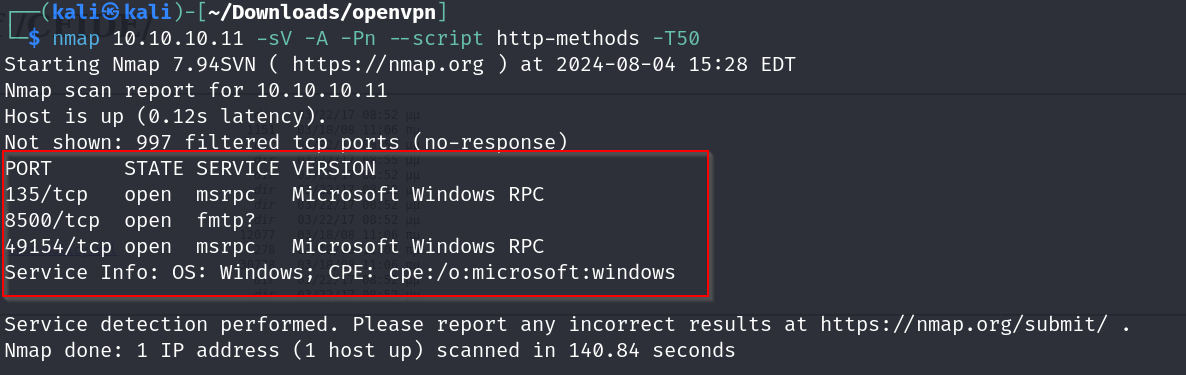 ┌──(kali㉿kali)-[~/Downloads/openvpn]
└─$ nmap 10.10.10.11 -sV -A -Pn --script http-methods -T50
Starting Nmap 7.94SVN ( https://nmap.org ) at 2024-08-04 15:28 EDT
Nmap scan report for 10.10.10.11
Host is up (0.12s latency).
Not shown: 997 filtered tcp ports (no-response)
PORT      STATE SERVICE VERSION
135/tcp   open  msrpc   Microsoft Windows RPC
8500/tcp  open  fmtp?
49154/tcp open  msrpc   Microsoft Windows RPC
Service Info: OS: Windows; CPE: cpe:/o:microsoft:windows
Service detection performed. Please report any incorrect results at https://nmap.org/submit/ .
Nmap done: 1 IP address (1 host up) scanned in 140.84 seconds